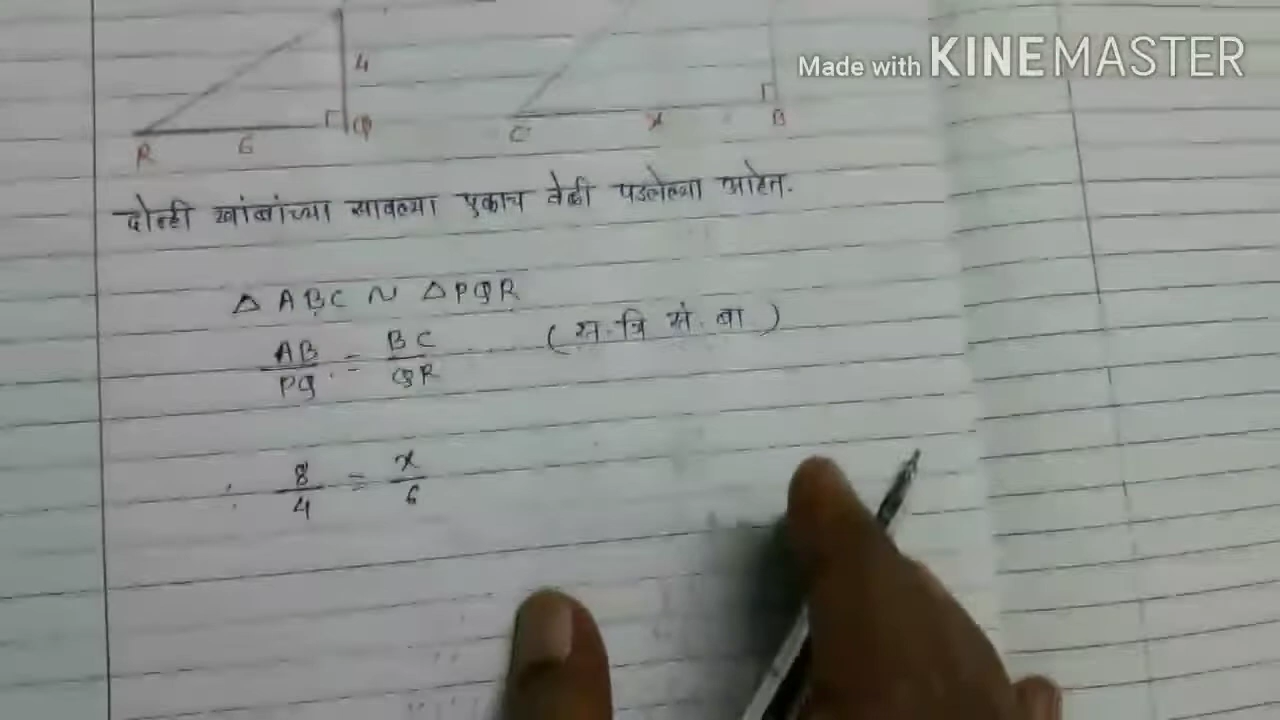 Made with KINEMASTER
4
R 6 Q
C x B
दोन्ही खांबांच्या सावल्या एकाच वेळी पडलेल्या आहेत.
△ ABC ~ △PQR
AB/PQ = BC/QR (स. त्रि सं. बा)
∴ 8/4 = x/6